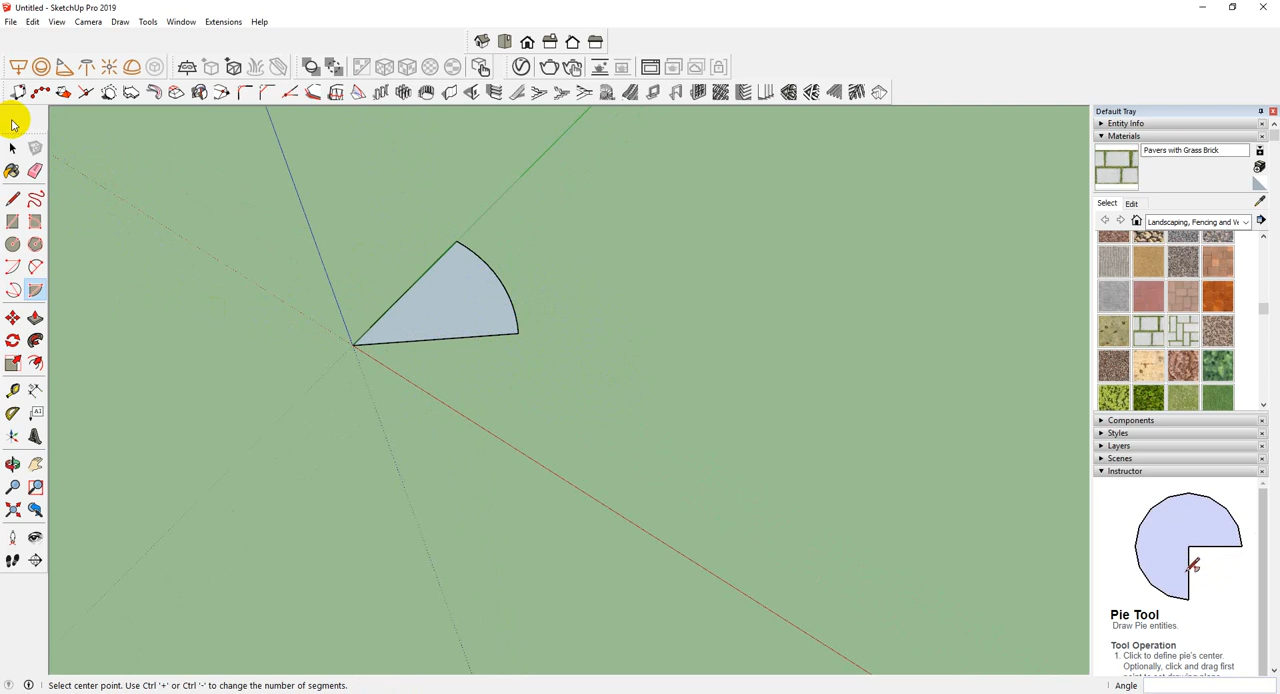 Untitled - SketchUp Pro 2019
File Edit View Camera Draw Tools Window Extensions Help
Default Tray
Entity Info
Materials
Pavers with Grass Brick
Select Edit
Landscaping, Fencing and Ve
Components
Styles
Layers
Scenes
Instructor
Pie Tool
Draw Pie entities.
Tool Operation
1. Click to define pie's center.
Optionally, click and drag first
Select center point. Use Ctrl '+' or Ctrl '-' to change the number of segments.
Angle